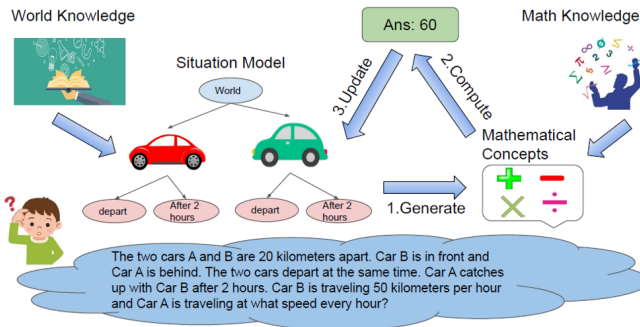 World Knowledge
Ans: 60
Math Knowledge
Situation Model
World
3.Update
2.Compute
Mathematical
Concepts
depart
After 2
hours
depart
After 2
hours
1.Generate
?
The two cars A and B are 20 kilometers apart. Car B is in front and
Car A is behind. The two cars depart at the same time. Car A catches
up with Car B after 2 hours. Car B is traveling 50 kilometers per hour
and Car A is traveling at what speed every hour?